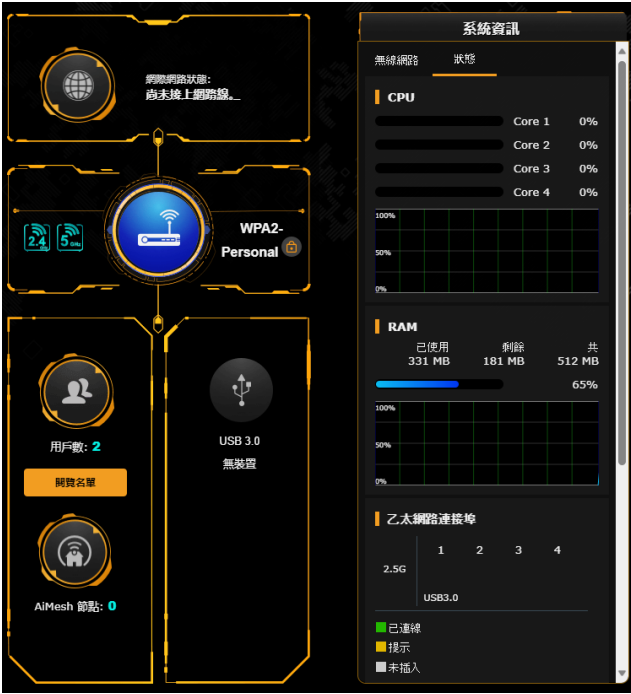 網際網路狀態:
尚未接上網路線。
2.4 GHz
5 GHz
WPA2-
Personal
用戶數: 2
閱覽名單
AiMesh 節點: 0
USB 3.0
無裝置
系統資訊
無線網路 狀態
CPU
Core 1 0%
Core 2 0%
Core 3 0%
Core 4 0%
100%
50%
0%
RAM
已使用 剩餘 共
331 MB 181 MB 512 MB
65%
100%
50%
0%
乙太網路連接埠
1 2 3 4
2.5G
USB3.0
已連線
提示
未插入